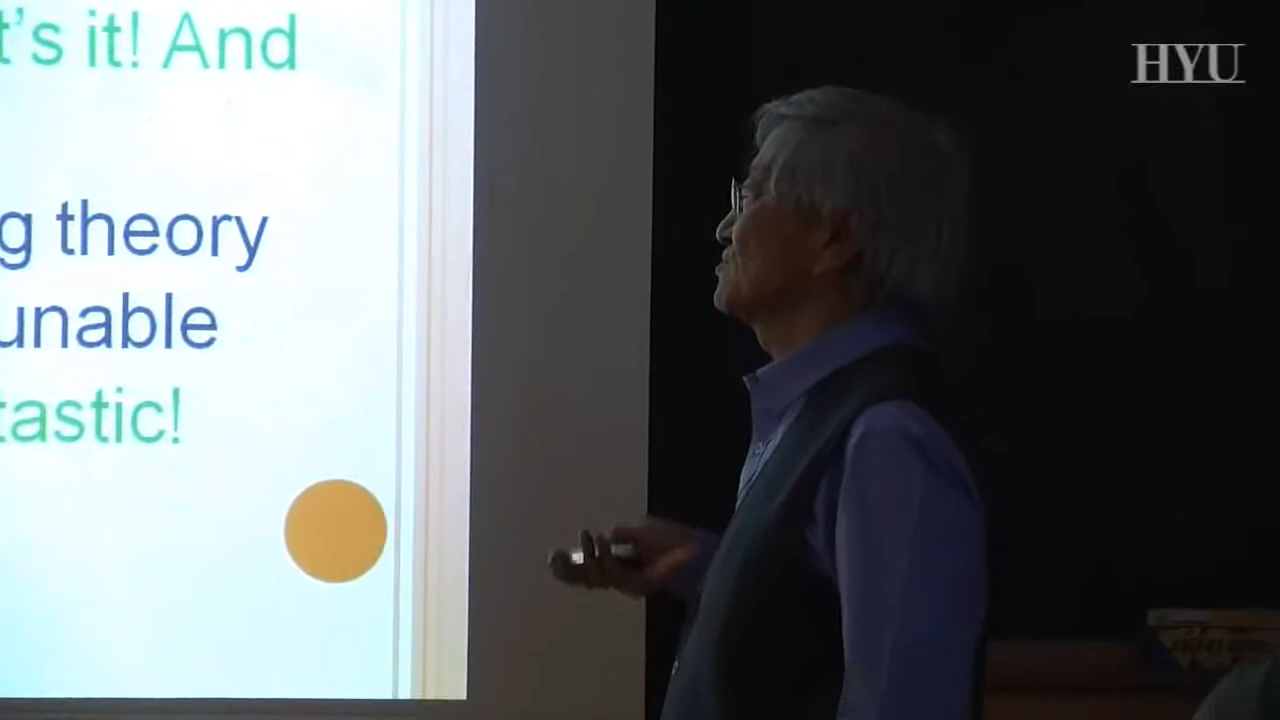 t's it! And
g theory
unable
tastic!
HYU